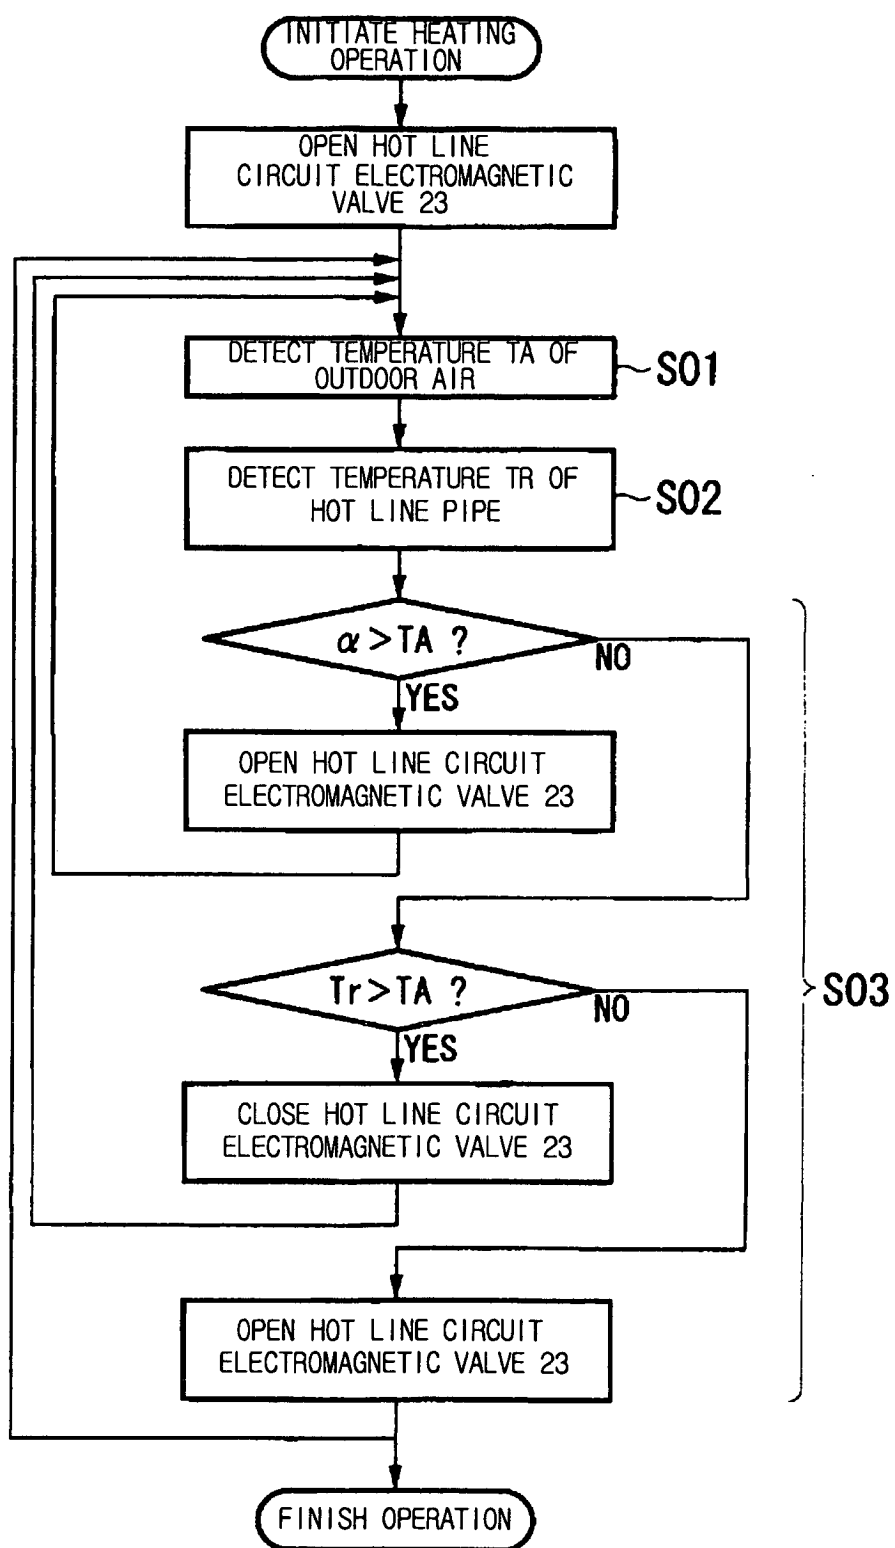 INITIATE HEATING
OPERATION
OPEN HOT LINE
CIRCUIT ELECTROMAGNETIC
VALVE 23
DETECT TEMPERATURE TA OF
OUTDOOR AIR
S01
DETECT TEMPERATURE TR OF
HOT LINE PIPE
S02
α>TA ?
NO
YES
OPEN HOT LINE CIRCUIT
ELECTROMAGNETIC VALVE 23
Tr>TA ?
NO
S03
YES
CLOSE HOT LINE CIRCUIT
ELECTROMAGNETIC VALVE 23
OPEN HOT LINE CIRCUIT
ELECTROMAGNETIC VALVE 23
FINISH OPERATION